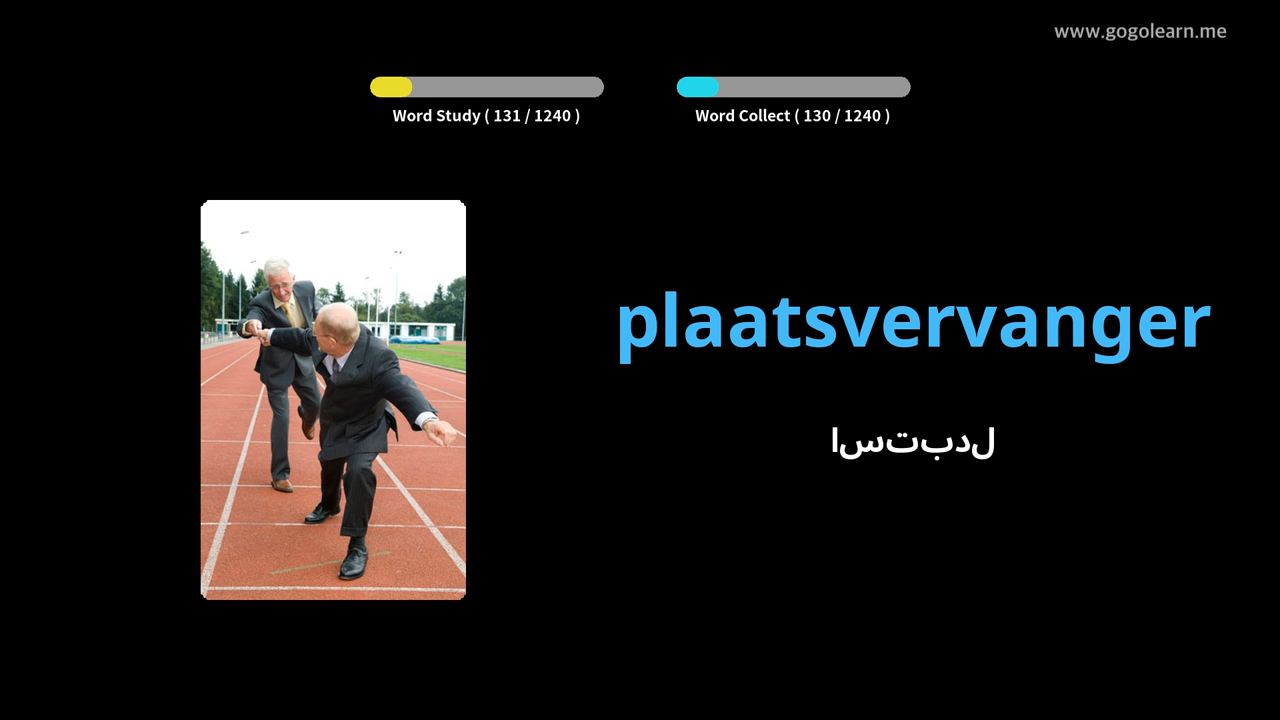 www.gogolearn.me
Word Study ( 131 / 1240 )
Word Collect ( 130 / 1240 )
plaatsvervanger
استبدل